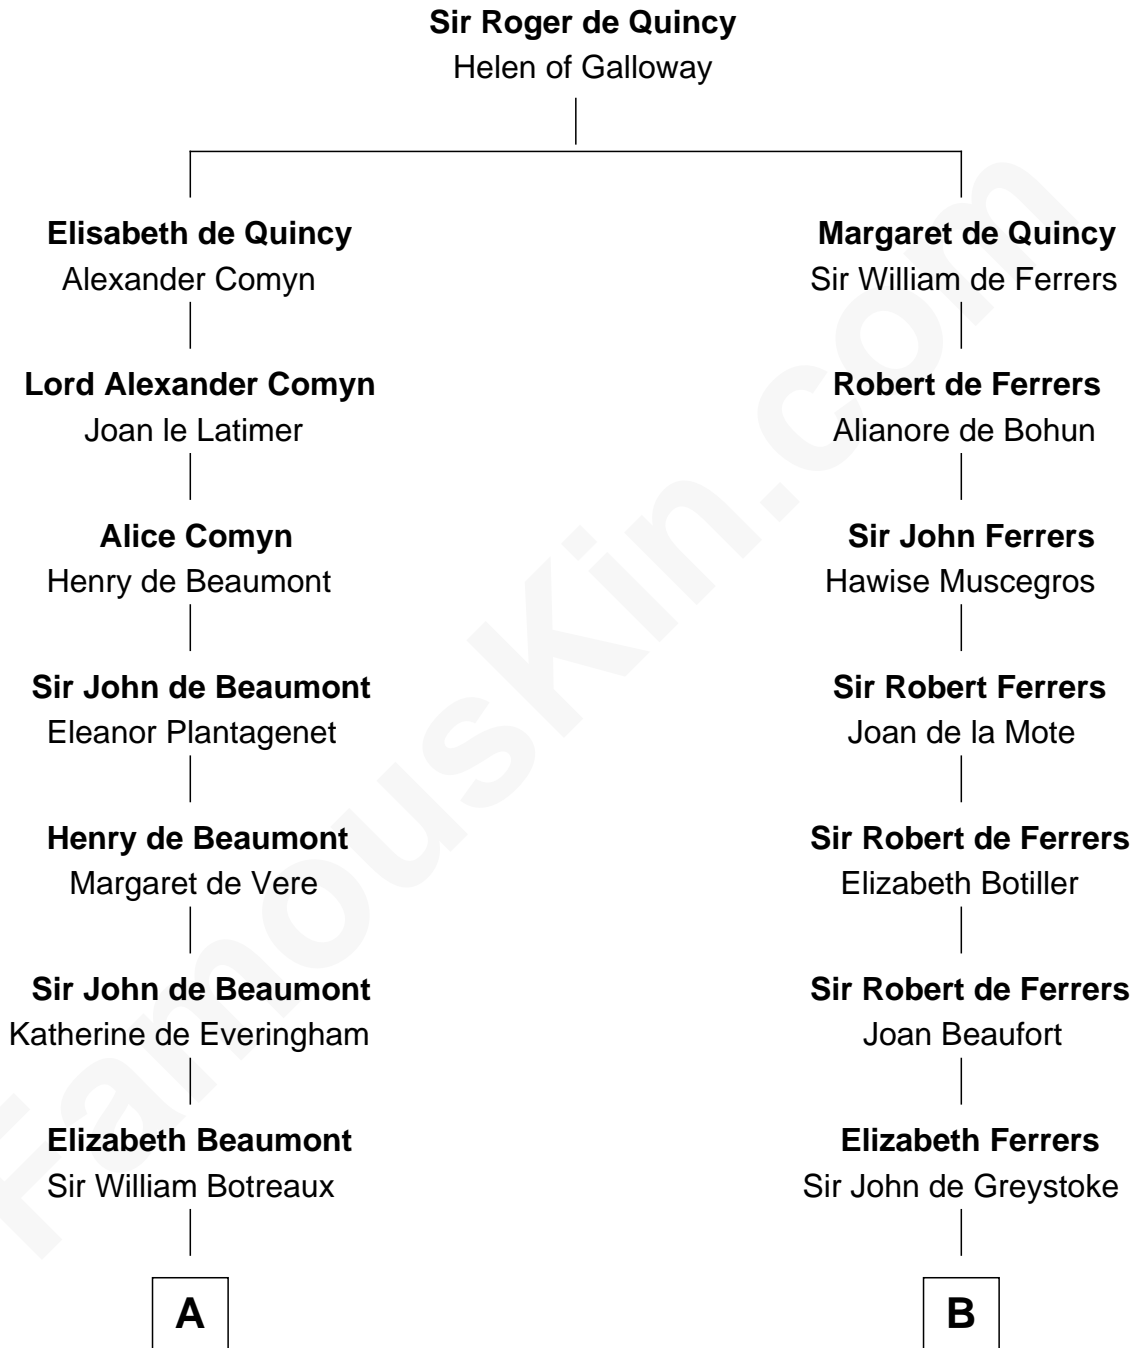 Sir Roger de Quincy
Helen of Galloway
Elisabeth de Quincy
Alexander Comyn
Margaret de Quincy
Sir William de Ferrers
Lord Alexander Comyn
Joan le Latimer
Robert de Ferrers
Alianore de Bohun
Alice Comyn
Henry de Beaumont
Sir John Ferrers
Hawise Muscegros
Sir John de Beaumont
Eleanor Plantagenet
Sir Robert Ferrers
Joan de la Mote
Henry de Beaumont
Margaret de Vere
Sir Robert de Ferrers
Elizabeth Botiller
Sir John de Beaumont
Katherine de Everingham
Sir Robert de Ferrers
Joan Beaufort
Elizabeth Beaumont
Sir William Botreaux
Elizabeth Ferrers
Sir John de Greystoke
A
B
FamousKin.com